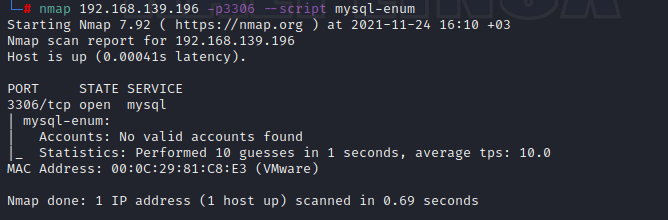 └─# nmap 192.168.139.196 -p3306 --script mysql-enum
Starting Nmap 7.92 ( https://nmap.org ) at 2021-11-24 16:10 +03
Nmap scan report for 192.168.139.196
Host is up (0.00041s latency).
PORT     STATE SERVICE
3306/tcp open  mysql
| mysql-enum:
|   Accounts: No valid accounts found
|_  Statistics: Performed 10 guesses in 1 seconds, average tps: 10.0
MAC Address: 00:0C:29:81:C8:E3 (VMware)
Nmap done: 1 IP address (1 host up) scanned in 0.69 seconds